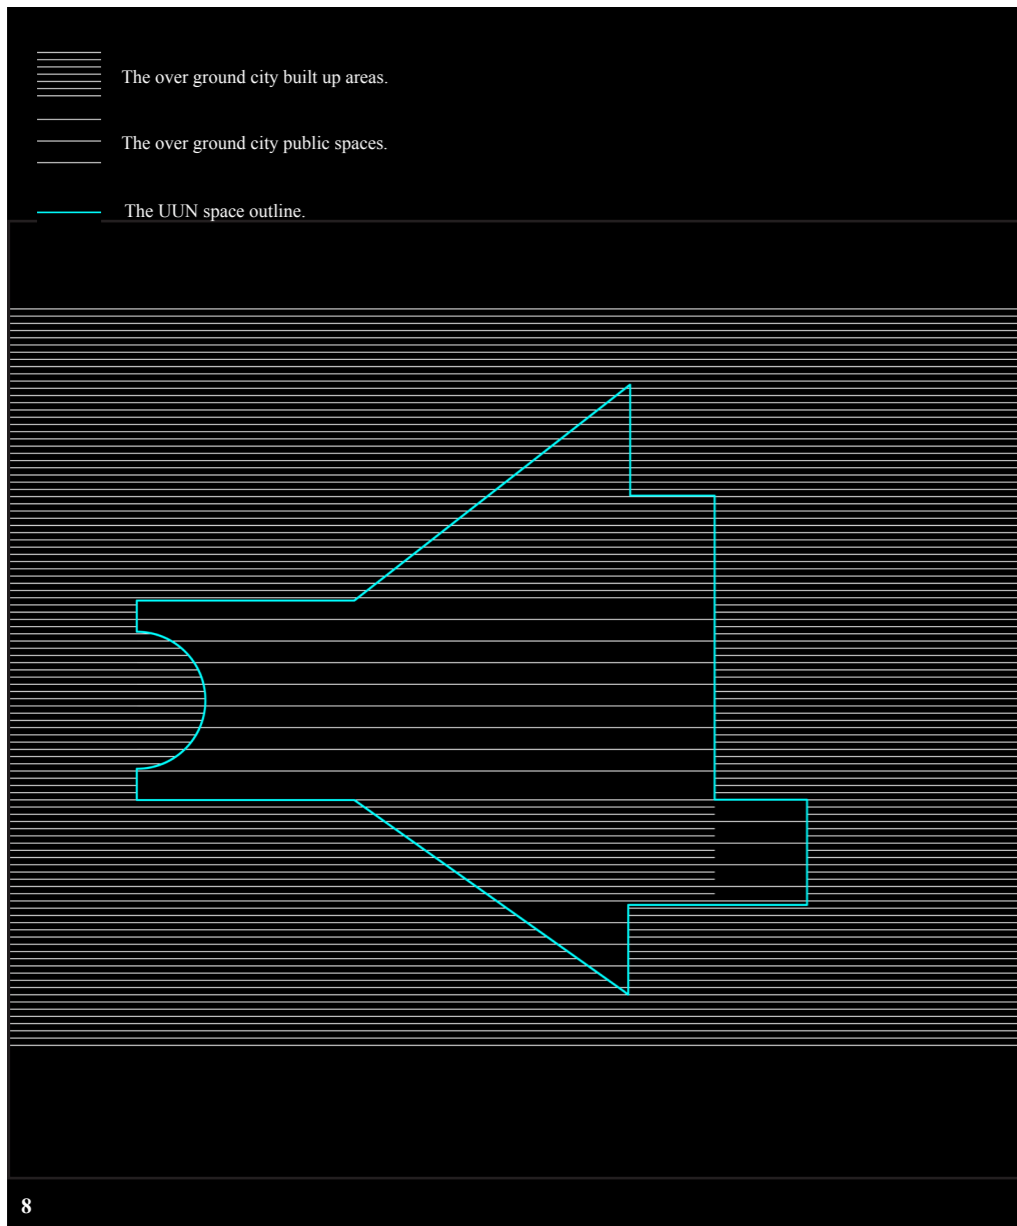 The over ground city built up areas.
The over ground city public spaces.
The UUN space outline.
8